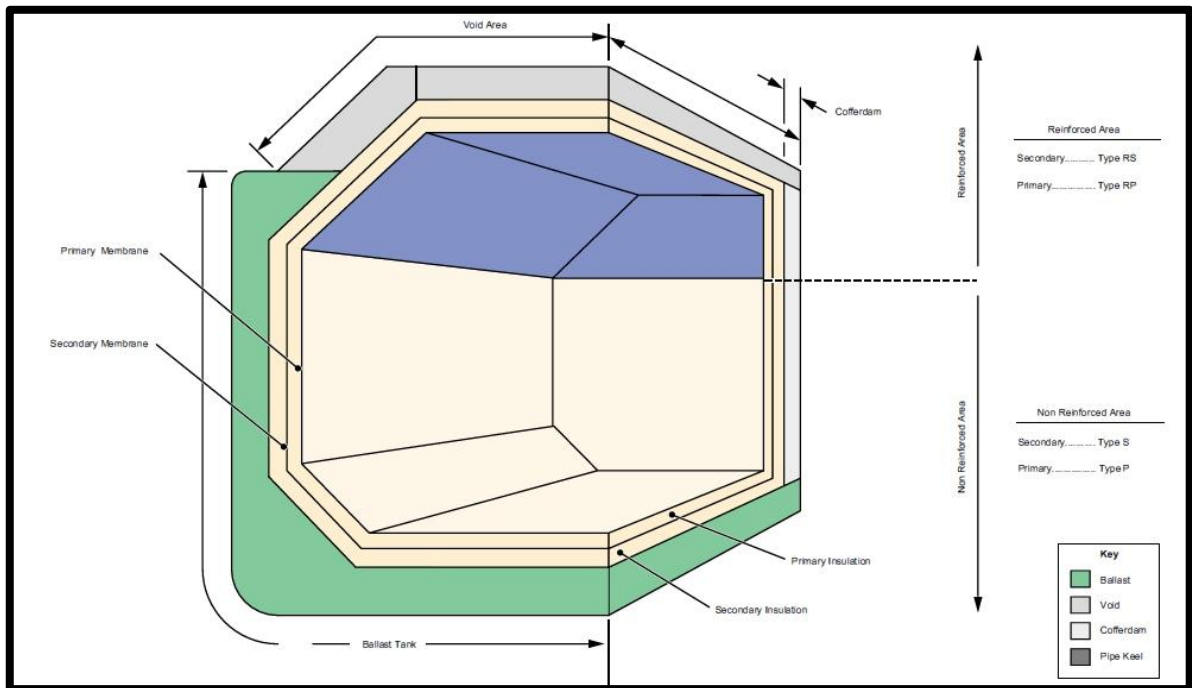 Void Area
Cofferdam
Reinforced Area
Reinforced Area
Secondary........... Type RS
Primary................ Type RP
Primary Membrane
Secondary Membrane
Non Reinforced Area
Non Reinforced Area
Secondary........... Type S
Primary................ Type P
Primary Insulation
Secondary Insulation
Ballast Tank
Key
Ballast
Void
Cofferdam
Pipe Keel